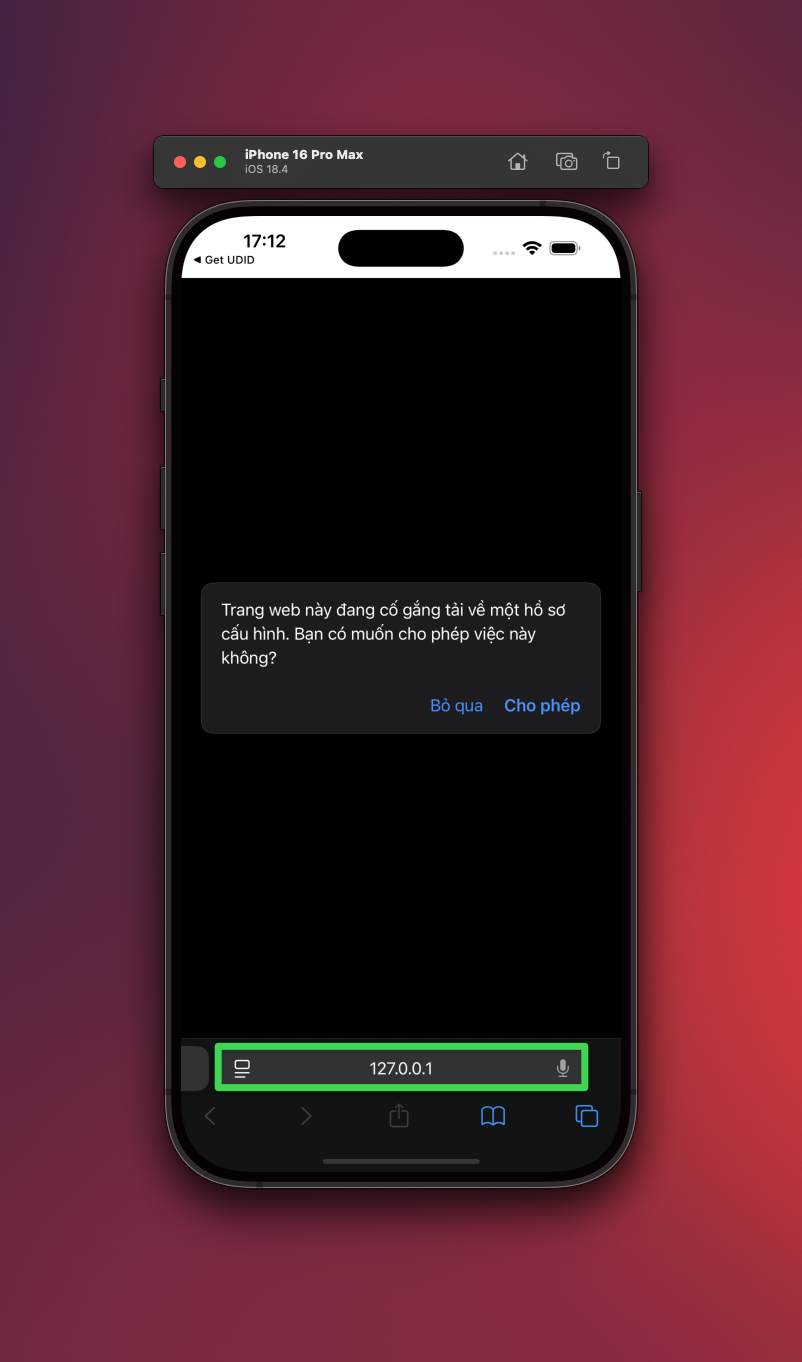 iPhone 16 Pro Max
iOS 18.4
17:12
◀ Get UDID
Trang web này đang cố gắng tải về một hồ sơ
cấu hình. Bạn có muốn cho phép việc này
không?
Bỏ qua Cho phép
127.0.0.1